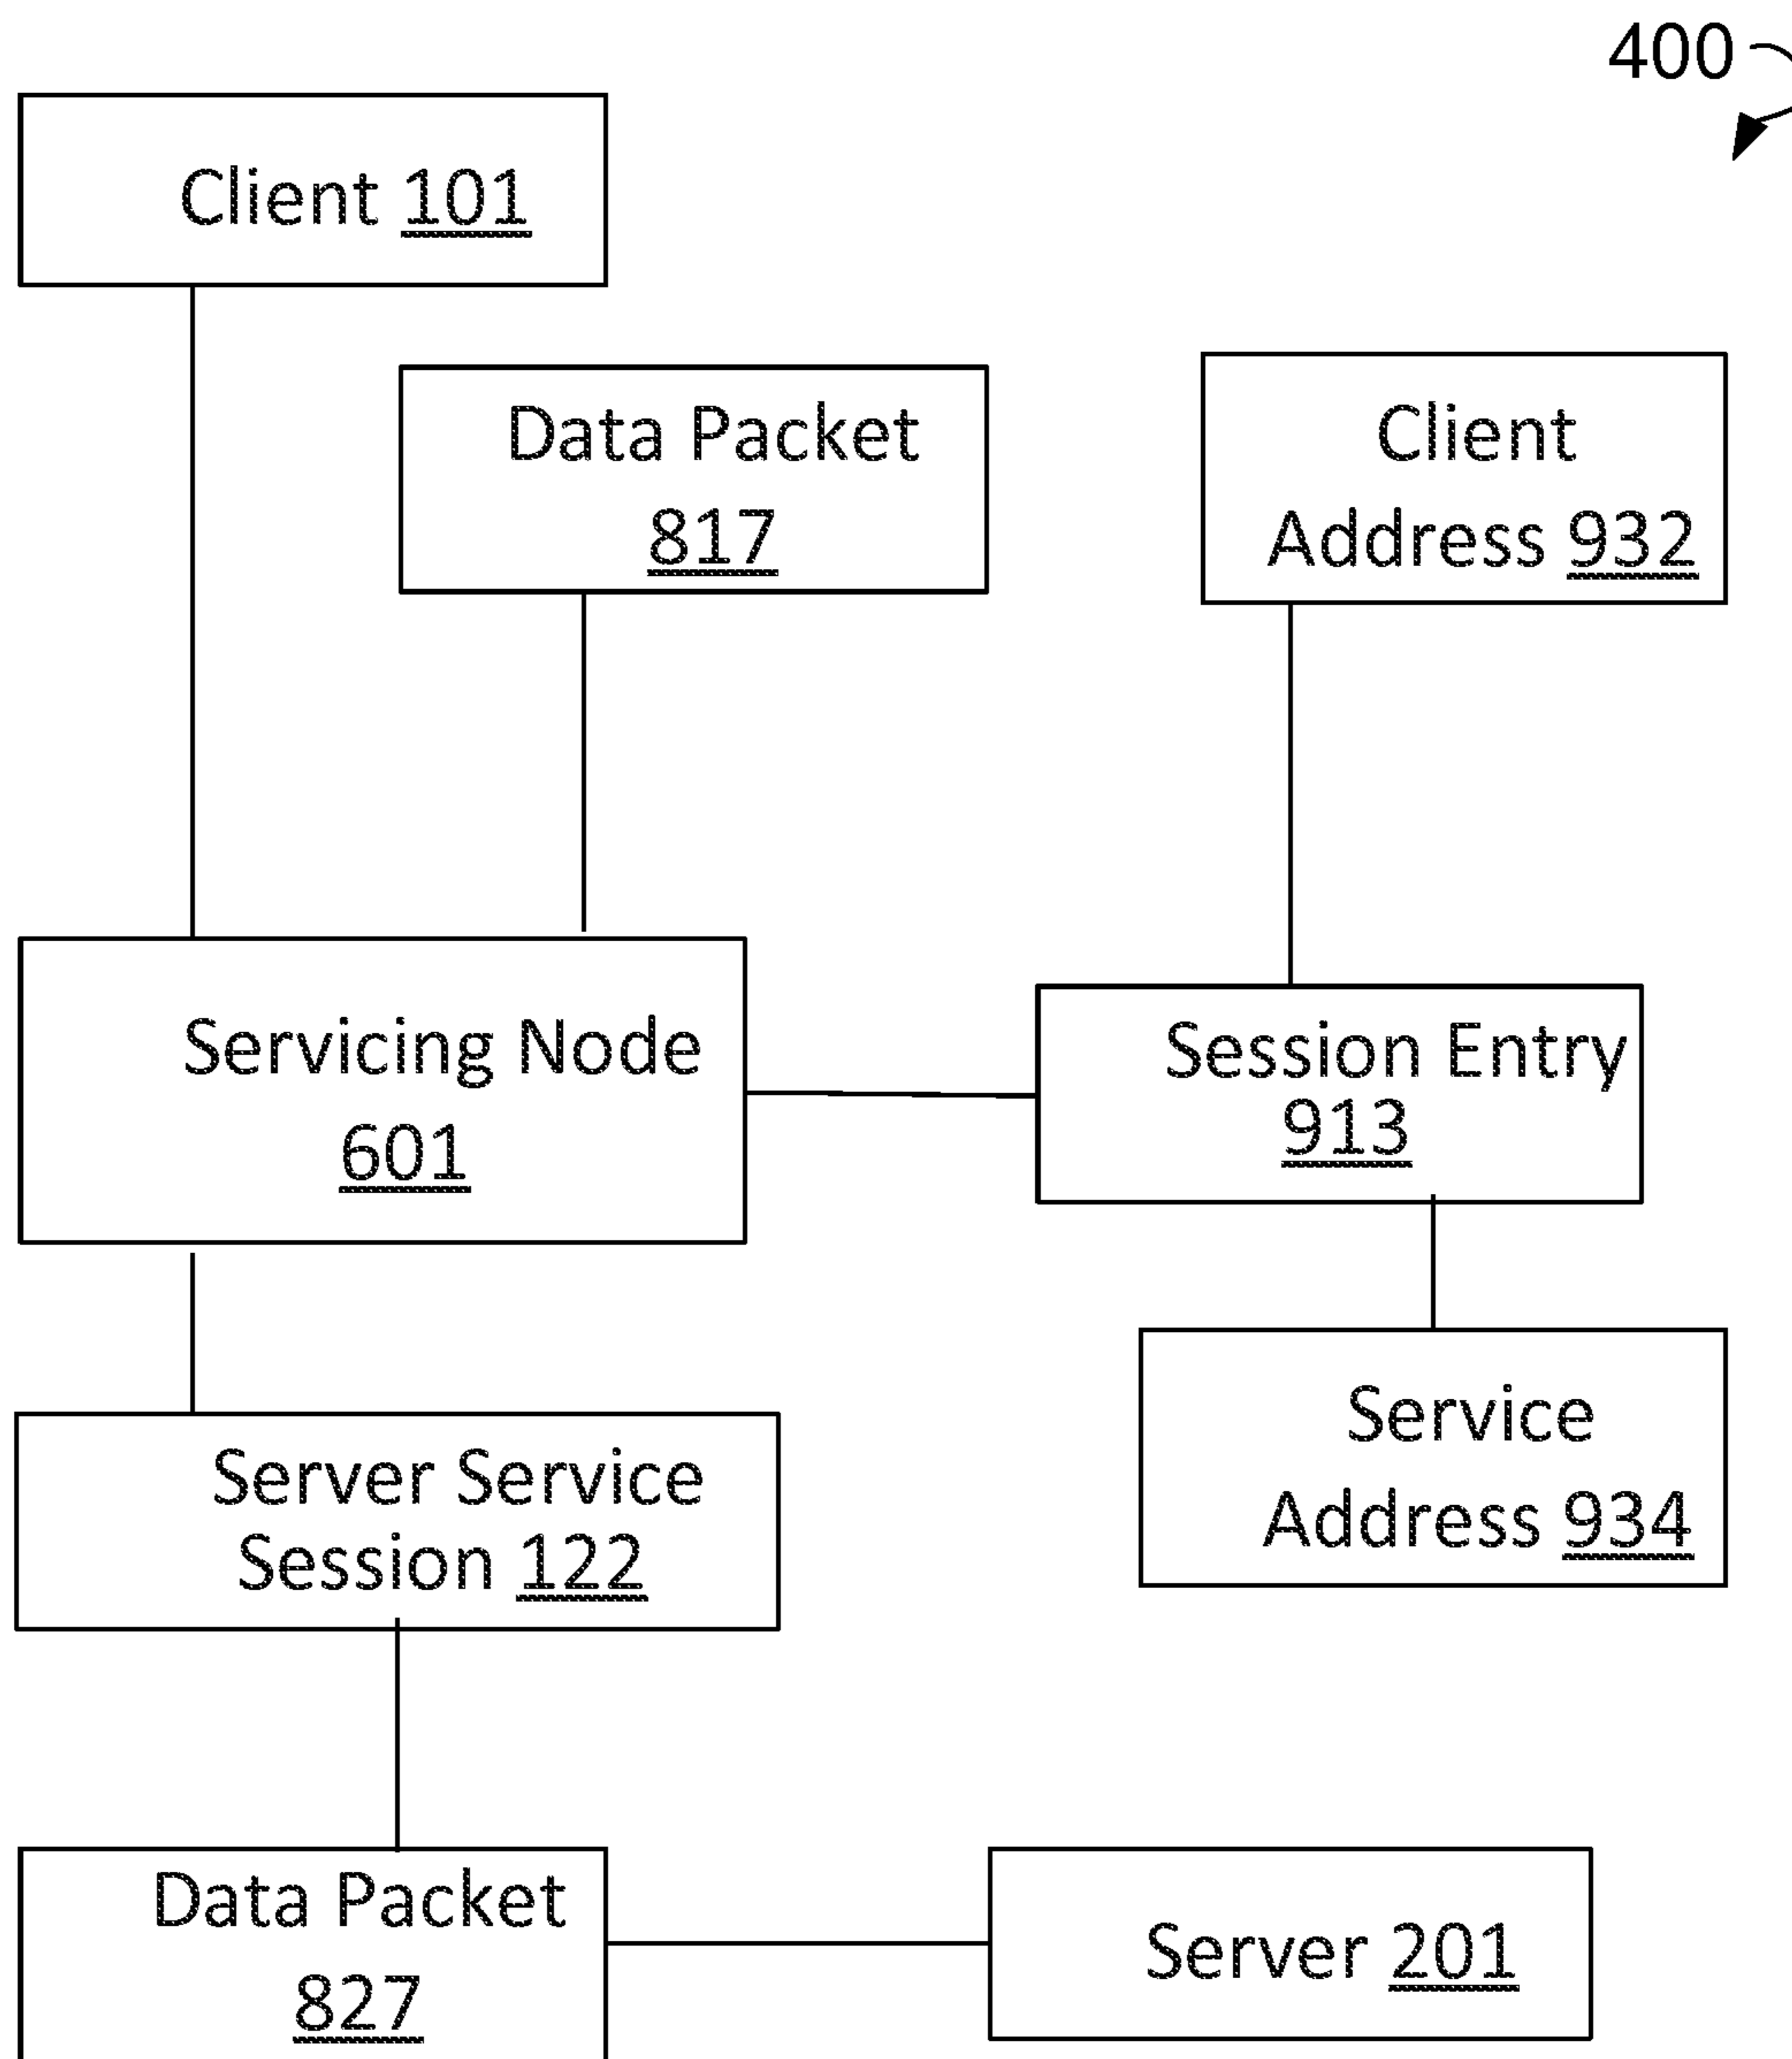 400
Client 101
Data Packet
817
Client
Address 932
Servicing Node
601
Session Entry
913
Service
Address 934
Server Service
Session 122
Data Packet
827
Server 201